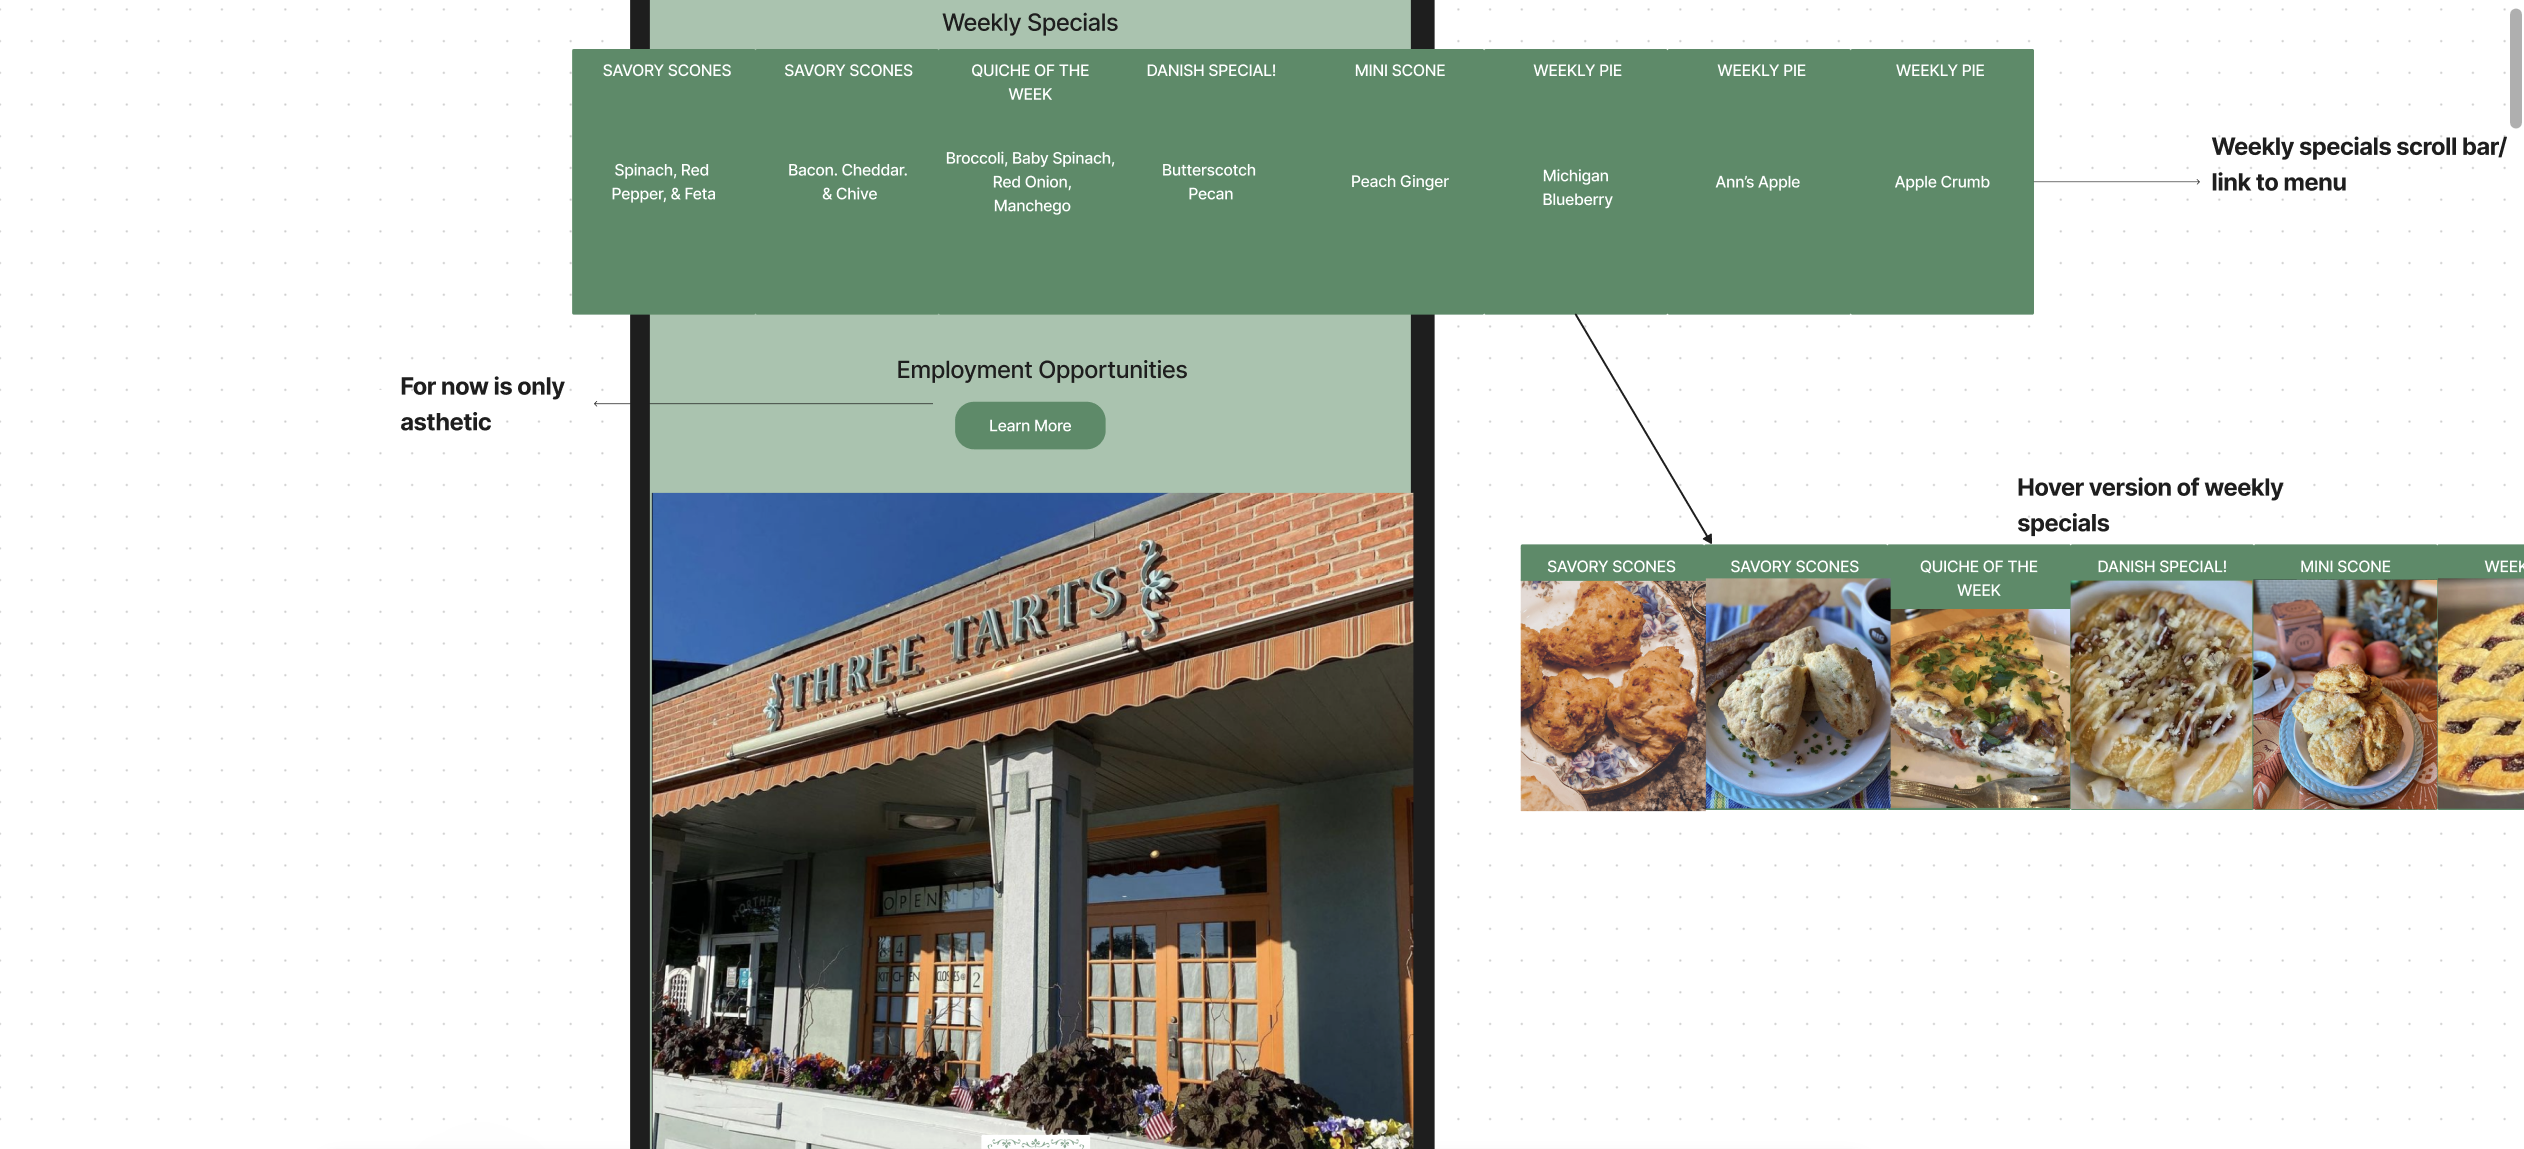 Weekly Specials
SAVORY SCONES
SAVORY SCONES
QUICHE OF THE
WEEK
DANISH SPECIAL!
MINI SCONE
WEEKLY PIE
WEEKLY PIE
WEEKLY PIE
Spinach, Red
Pepper, & Feta
Bacon. Cheddar.
& Chive
Broccoli, Baby Spinach,
Red Onion,
Manchego
Butterscotch
Pecan
Peach Ginger
Michigan
Blueberry
Ann's Apple
Apple Crumb
Weekly specials scroll bar/
link to menu
Employment Opportunities
Learn More
For now is only
asthetic
Hover version of weekly
specials
SAVORY SCONES
SAVORY SCONES
QUICHE OF THE
WEEK
DANISH SPECIAL!
MINI SCONE
WEEK
THREE TARTS
OPEN
KITCHEN CLOSES@2